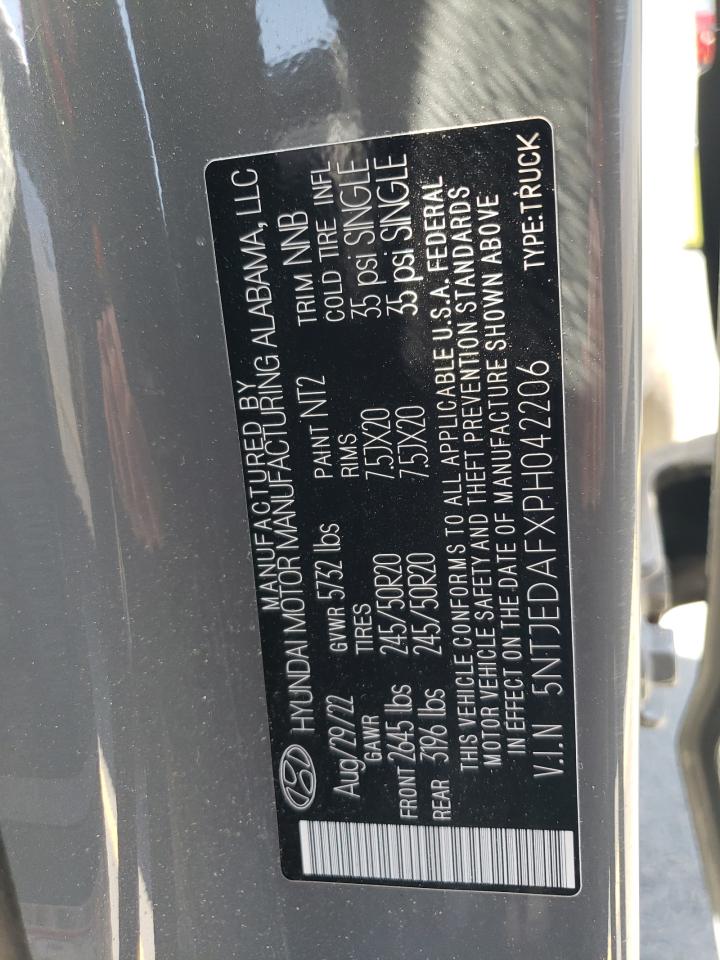 MANUFACTURED BY
HYUNDAI MOTOR MANUFACTURING ALABAMA, LLC
Aug/29/22 GVWR 5732 lbs PAINT NT2 TRIM NNB
GAWR TIRES RIMS COLD TIRE INFL
FRONT 2645 lbs 245/50R20 7.5JX20 35 psi SINGLE
REAR 3196 lbs 245/50R20 7.5JX20 35 psi SINGLE
THIS VEHICLE CONFORMS TO ALL APPLICABLE U.S.A. FEDERAL
MOTOR VEHICLE SAFETY AND THEFT PREVENTION STANDARDS
IN EFFECT ON THE DATE OF MANUFACTURE SHOWN ABOVE
V.I.N 5NTJEDAFXPH042206 TYPE:TRUCK